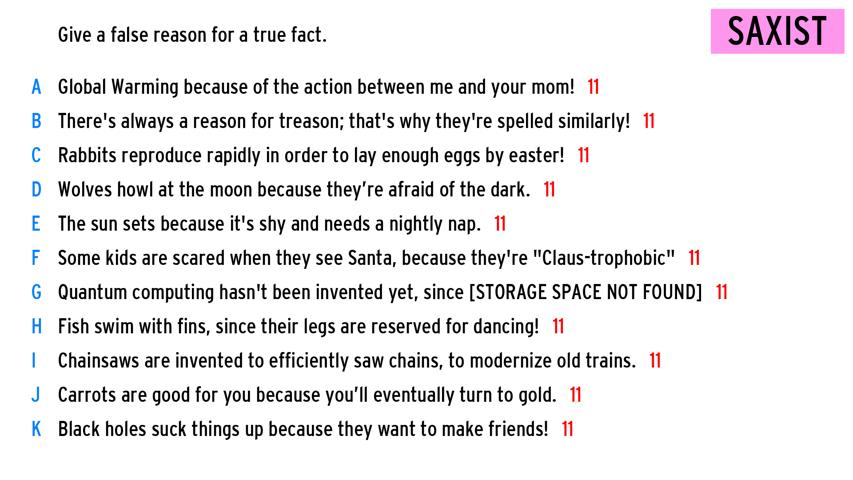 SAXIST
Give a false reason for a true fact.
A Global Warming because of the action between me and your mom! 11
B There's always a reason for treason; that's why they're spelled similarly! 11
C Rabbits reproduce rapidly in order to lay enough eggs by easter! 11
D Wolves howl at the moon because they’re afraid of the dark. 11
E The sun sets because it's shy and needs a nightly nap. 11
F Some kids are scared when they see Santa, because they're "Claus-trophobic" 11
G Quantum computing hasn't been invented yet, since [STORAGE SPACE NOT FOUND] 11
H Fish swim with fins, since their legs are reserved for dancing! 11
I Chainsaws are invented to efficiently saw chains, to modernize old trains. 11
J Carrots are good for you because you’ll eventually turn to gold. 11
K Black holes suck things up because they want to make friends! 11